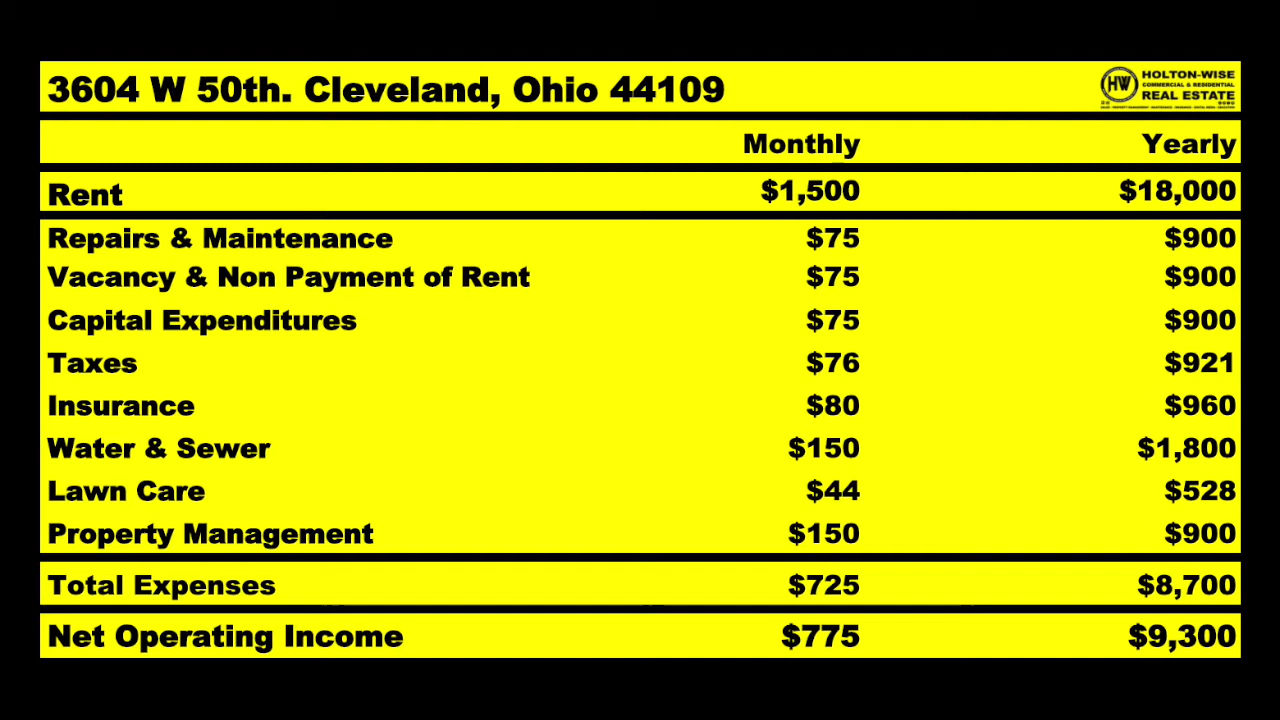 3604 W 50th. Cleveland, Ohio 44109
HOLTON-WISE
COMMERCIAL & RESIDENTIAL
REAL ESTATE
HW
Monthly Yearly
Rent $1,500 $18,000
Repairs & Maintenance $75 $900
Vacancy & Non Payment of Rent $75 $900
Capital Expenditures $75 $900
Taxes $76 $921
Insurance $80 $960
Water & Sewer $150 $1,800
Lawn Care $44 $528
Property Management $150 $900
Total Expenses $725 $8,700
Net Operating Income $775 $9,300